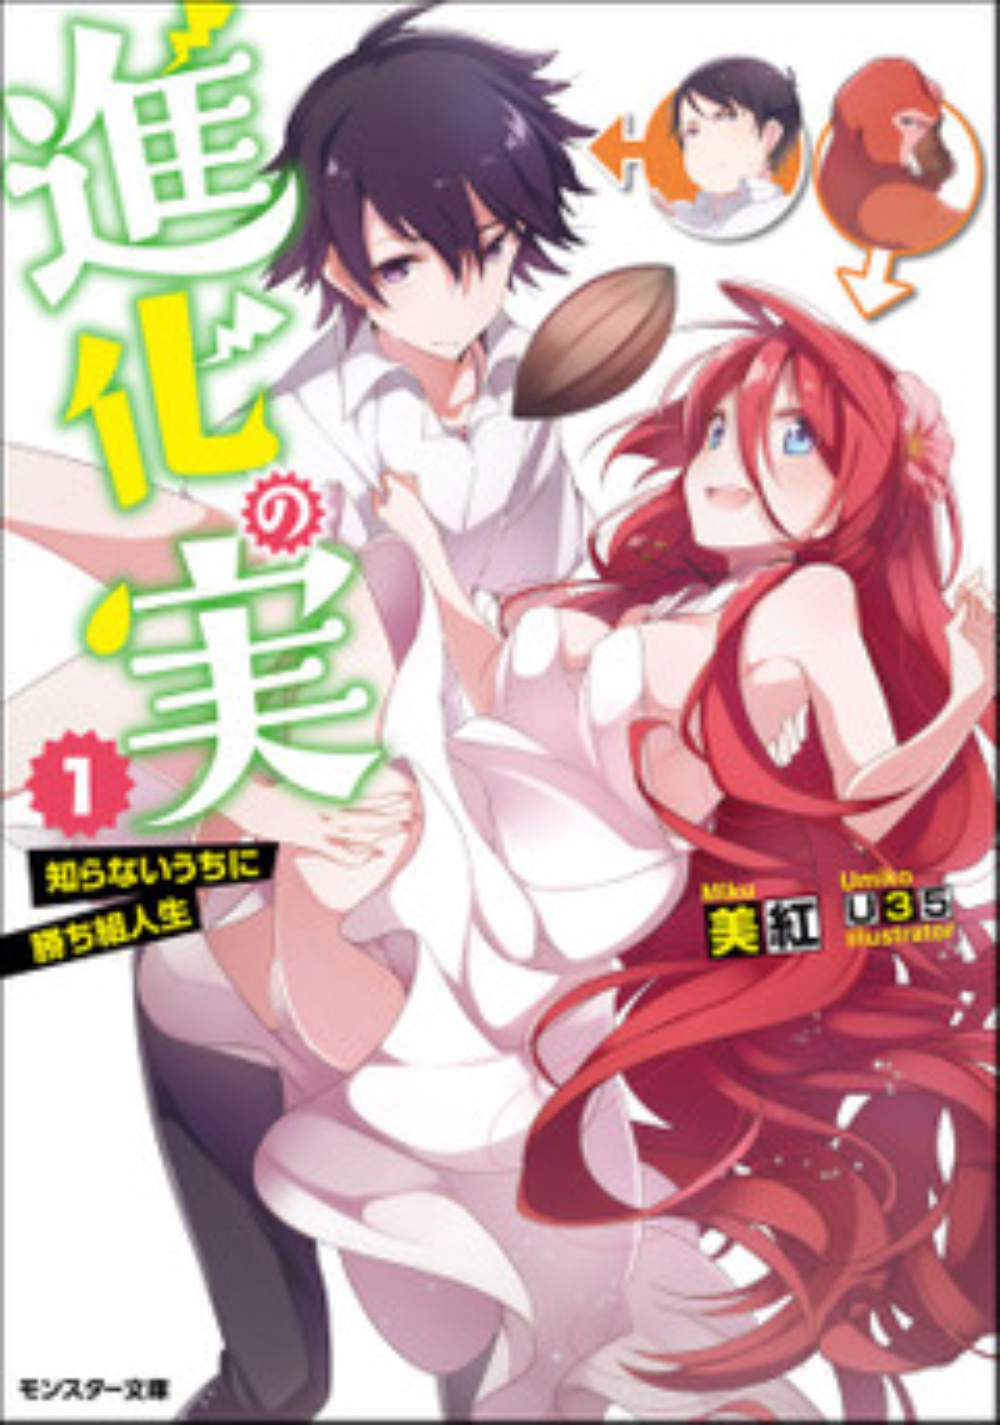 進化の実
1
知らないうちに
勝ち組人生
Miku
美紅
Umiko
U35
Illustrator
モンスター文庫